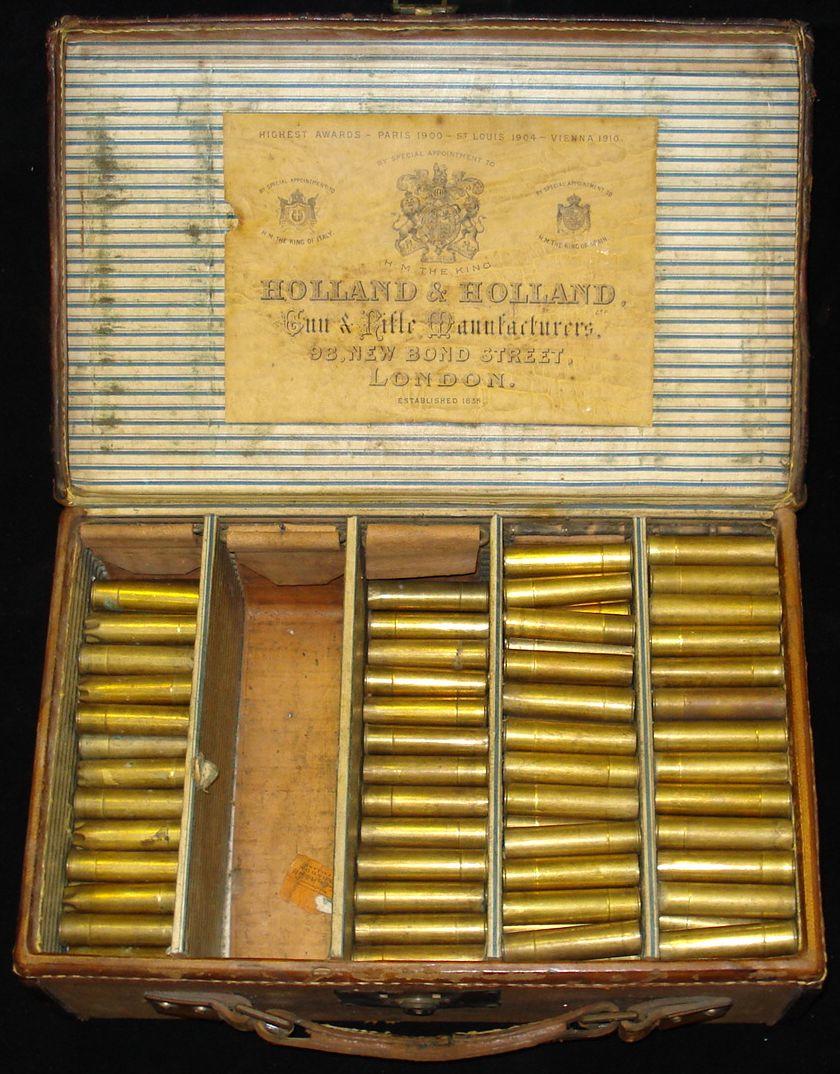 HIGHEST AWARDS – PARIS 1900 – ST LOUIS 1904 – VIENNA 1910.
BY SPECIAL APPOINTMENT TO
H.M. THE KING
BY SPECIAL APPOINTMENT TO
H.M. THE KING OF ITALY.
BY SPECIAL APPOINTMENT TO
H.M. THE KING OF SPAIN.
HOLLAND & HOLLAND,
LTD
Gun & Rifle Manufacturers,
98, NEW BOND STREET,
LONDON.
ESTABLISHED 1835.